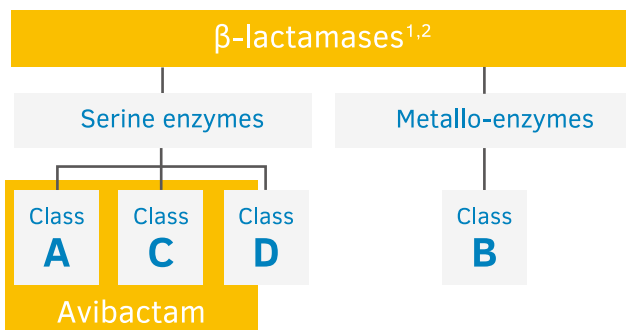 β-lactamases¹,²
Serine enzymes
Metallo-enzymes
Class
A
Class
C
Class
D
Class
B
Avibactam